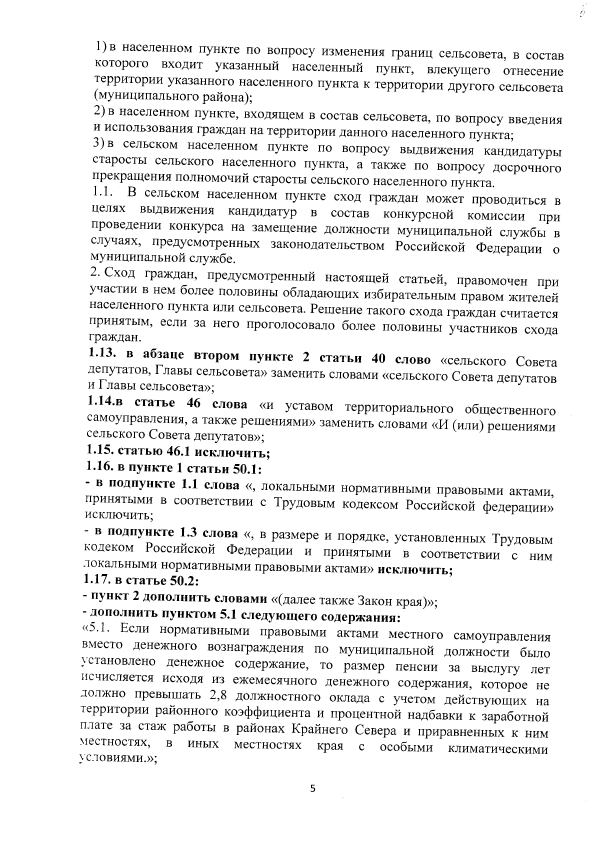 1) в населенном пункте по вопросу изменения границ сельсовета, в состав
которого входит указанный населенный пункт, влекущего отнесение
территории указанного населенного пункта к территории другого сельсовета
(муниципального района);
2) в населенном пункте, входящем в состав сельсовета, по вопросу введения
и использования граждан на территории данного населенного пункта;
3) в сельском населенном пункте по вопросу выдвижения кандидатуры
старосты сельского населенного пункта, а также по вопросу досрочного
прекращения полномочий старосты сельского населенного пункта.
1.1. В сельском населенном пункте сход граждан может проводиться в
целях выдвижения кандидатур в состав конкурсной комиссии при
проведении конкурса на замещение должности муниципальной службы в
случаях, предусмотренных законодательством Российской Федерации о
муниципальной службе.
2. Сход граждан, предусмотренный настоящей статьей, правомочен при
участии в нем более половины обладающих избирательным правом жителей
населенного пункта или сельсовета. Решение такого схода граждан считается
принятым, если за него проголосовало более половины участников схода
граждан.
1.13. в абзаце втором пункте 2 статьи 40 слово «сельского Совета
депутатов, Главы сельсовета» заменить словами «сельского Совета депутатов
и Главы сельсовета»;
1.14.в статье 46 слова «и уставом территориального общественного
самоуправления, а также решениями» заменить словами «И (или) решениями
сельского Совета депутатов»;
1.15. статью 46.1 исключить;
1.16. в пункте 1 статьи 50.1:
- в подпункте 1.1 слова «, локальными нормативными правовыми актами,
принятыми в соответствии с Трудовым кодексом Российской федерации»
исключить;
- в подпункте 1.3 слова «, в размере и порядке, установленных Трудовым
кодеком Российской Федерации и принятыми в соответствии с ним
локальными нормативными правовыми актами» исключить;
1.17. в статье 50.2:
- пункт 2 дополнить словами «(далее также Закон края)»;
- дополнить пунктом 5.1 следующего содержания:
«5.1. Если нормативными правовыми актами местного самоуправления
вместо денежного вознаграждения по муниципальной должности было
установлено денежное содержание, то размер пенсии за выслугу лет
исчисляется исходя из ежемесячного денежного содержания, которое не
должно превышать 2,8 должностного оклада с учетом действующих на
территории районного коэффициента и процентной надбавки к заработной
плате за стаж работы в районах Крайнего Севера и приравненных к ним
местностях, в иных местностях края с особыми климатическими
условиями.»;
5